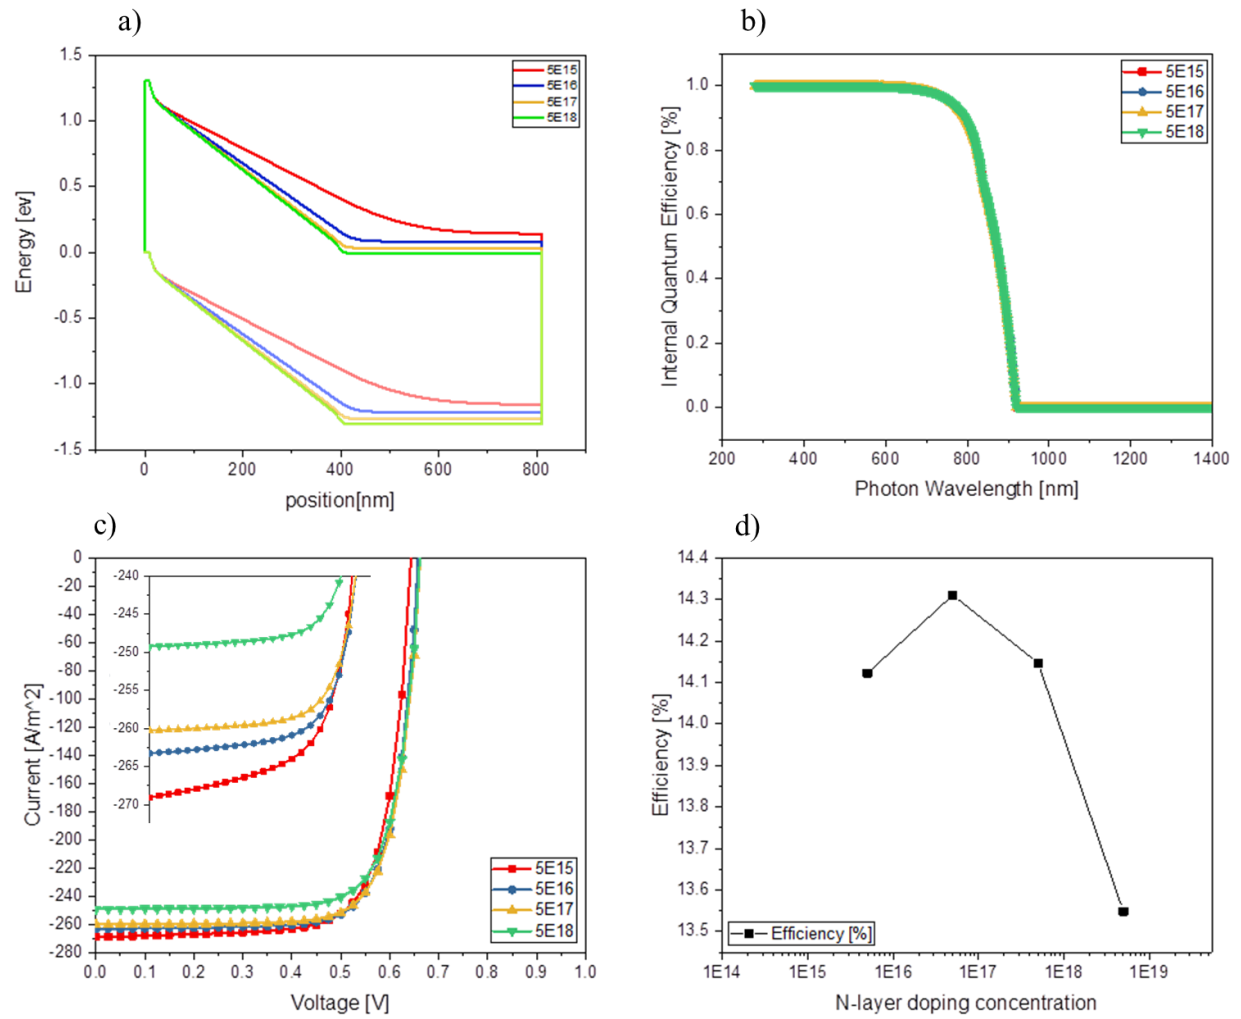 a)
1.5
1.0
0.5
0.0
-0.5
-1.0
-1.5
Energy [ev]
0 200 400 600 800
position[nm]
5E15
5E16
5E17
5E18
b)
1.0
0.8
0.6
0.4
0.2
0.0
Internal Quantum Efficiency [%]
200 400 600 800 1000 1200 1400
Photon Wavelength [nm]
5E15
5E16
5E17
5E18
c)
0
-20
-40
-60
-80
-100
-120
-140
-160
-180
-200
-220
-240
-260
-280
Current [A/m^2]
-240
-245
-250
-255
-260
-265
-270
5E15
5E16
5E17
5E18
0.0 0.1 0.2 0.3 0.4 0.5 0.6 0.7 0.8 0.9 1.0
Voltage [V]
d)
14.4
14.3
14.2
14.1
14.0
13.9
13.8
13.7
13.6
13.5
Efficiency [%]
Efficiency [%]
1E14 1E15 1E16 1E17 1E18 1E19
N-layer doping concentration